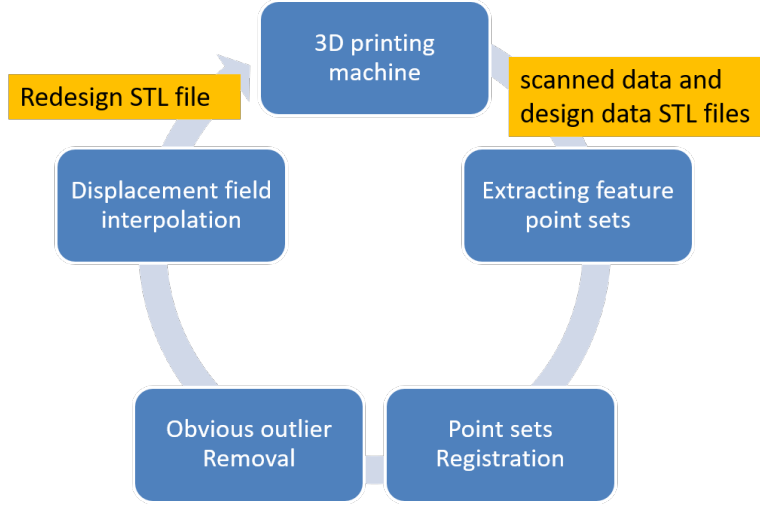 3D printing
machine
Redesign STL file
scanned data and
design data STL files
Displacement field
interpolation
Extracting feature
point sets
Obvious outlier
Removal
Point sets
Registration